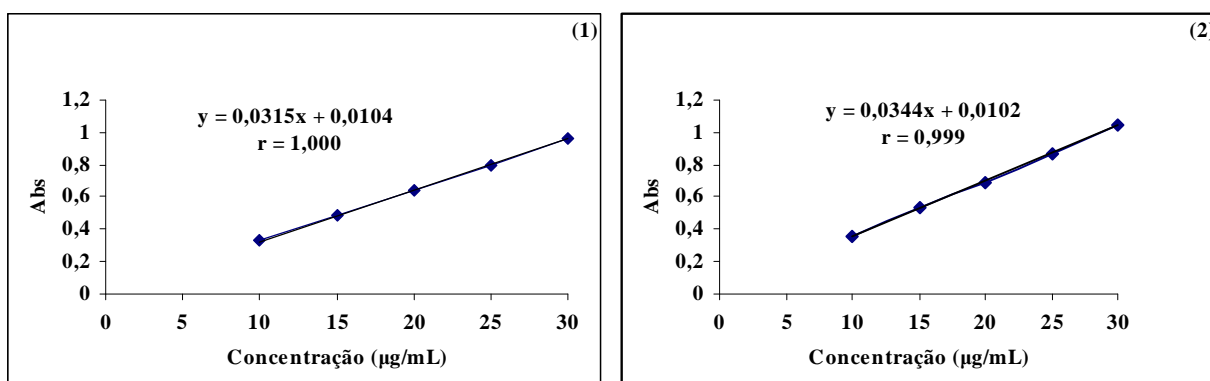 (1)
y = 0,0315x + 0,0104
r = 1,000
1,2
1
0,8
0,6
0,4
0,2
0
Abs
0 5 10 15 20 25 30
Concentração (µg/mL)
(2)
y = 0,0344x + 0,0102
r = 0,999
1,2
1
0,8
0,6
0,4
0,2
0
Abs
0 5 10 15 20 25 30
Concentração (µg/mL)